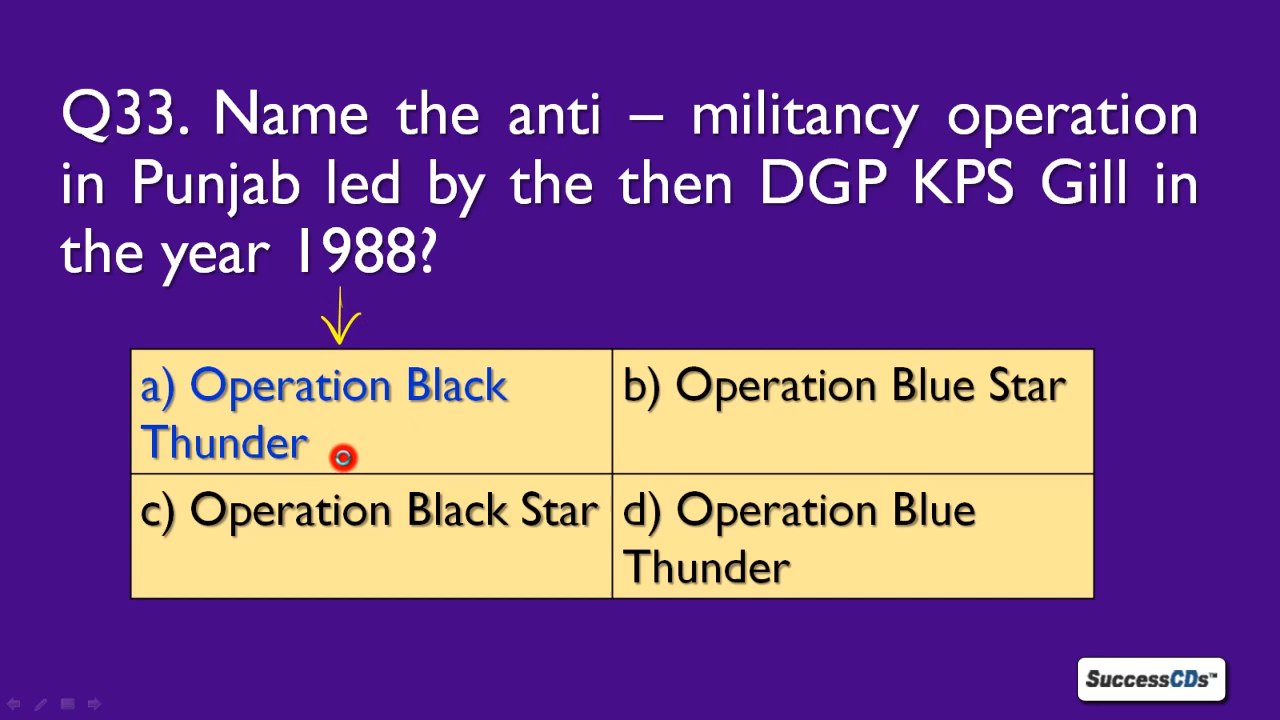 Q33. Name the anti – militancy operation
in Punjab led by the then DGP KPS Gill in
the year 1988?
a) Operation Black
Thunder
b) Operation Blue Star
c) Operation Black Star
d) Operation Blue
Thunder
SuccessCDs™